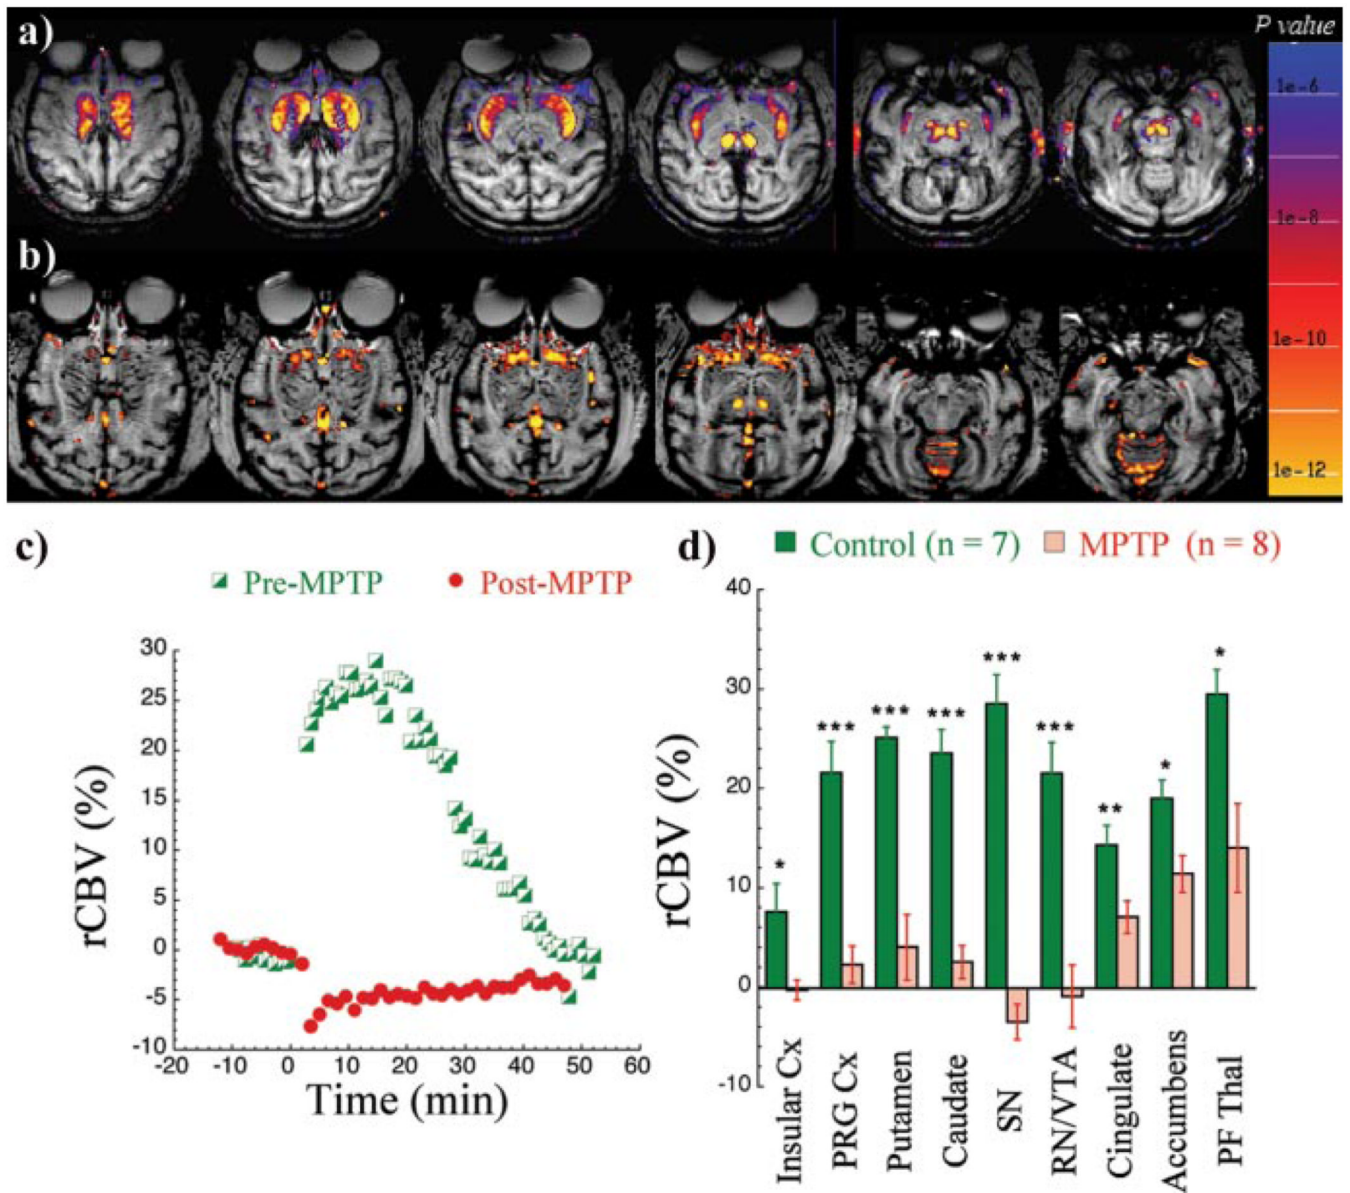 a)
P value
1e-6
1e-8
1e-10
1e-12
b)
c)
Pre-MPTP
Post-MPTP
rCBV (%)
30
25
20
15
10
5
0
-5
-10
-20
-10
0
10
20
30
40
50
60
Time (min)
d)
Control (n = 7)
MPTP (n = 8)
rCBV (%)
40
30
20
10
0
-10
*
***
***
***
***
***
**
*
*
Insular Cx
PRG Cx
Putamen
Caudate
SN
RN/VTA
Cingulate
Accumbens
PF Thal